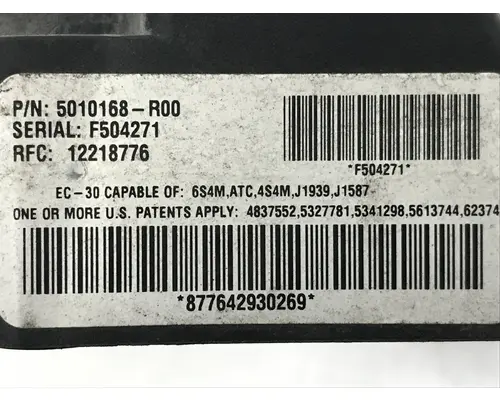 P/N: 5010168-R00
SERIAL: F504271
RFC: 12218776
*F504271*
EC-30 CAPABLE OF: 6S4M,ATC,4S4M,J1939,J1587
ONE OR MORE U.S. PATENTS APPLY: 4837552,5327781,5341298,5613744,62374
*877642930269*